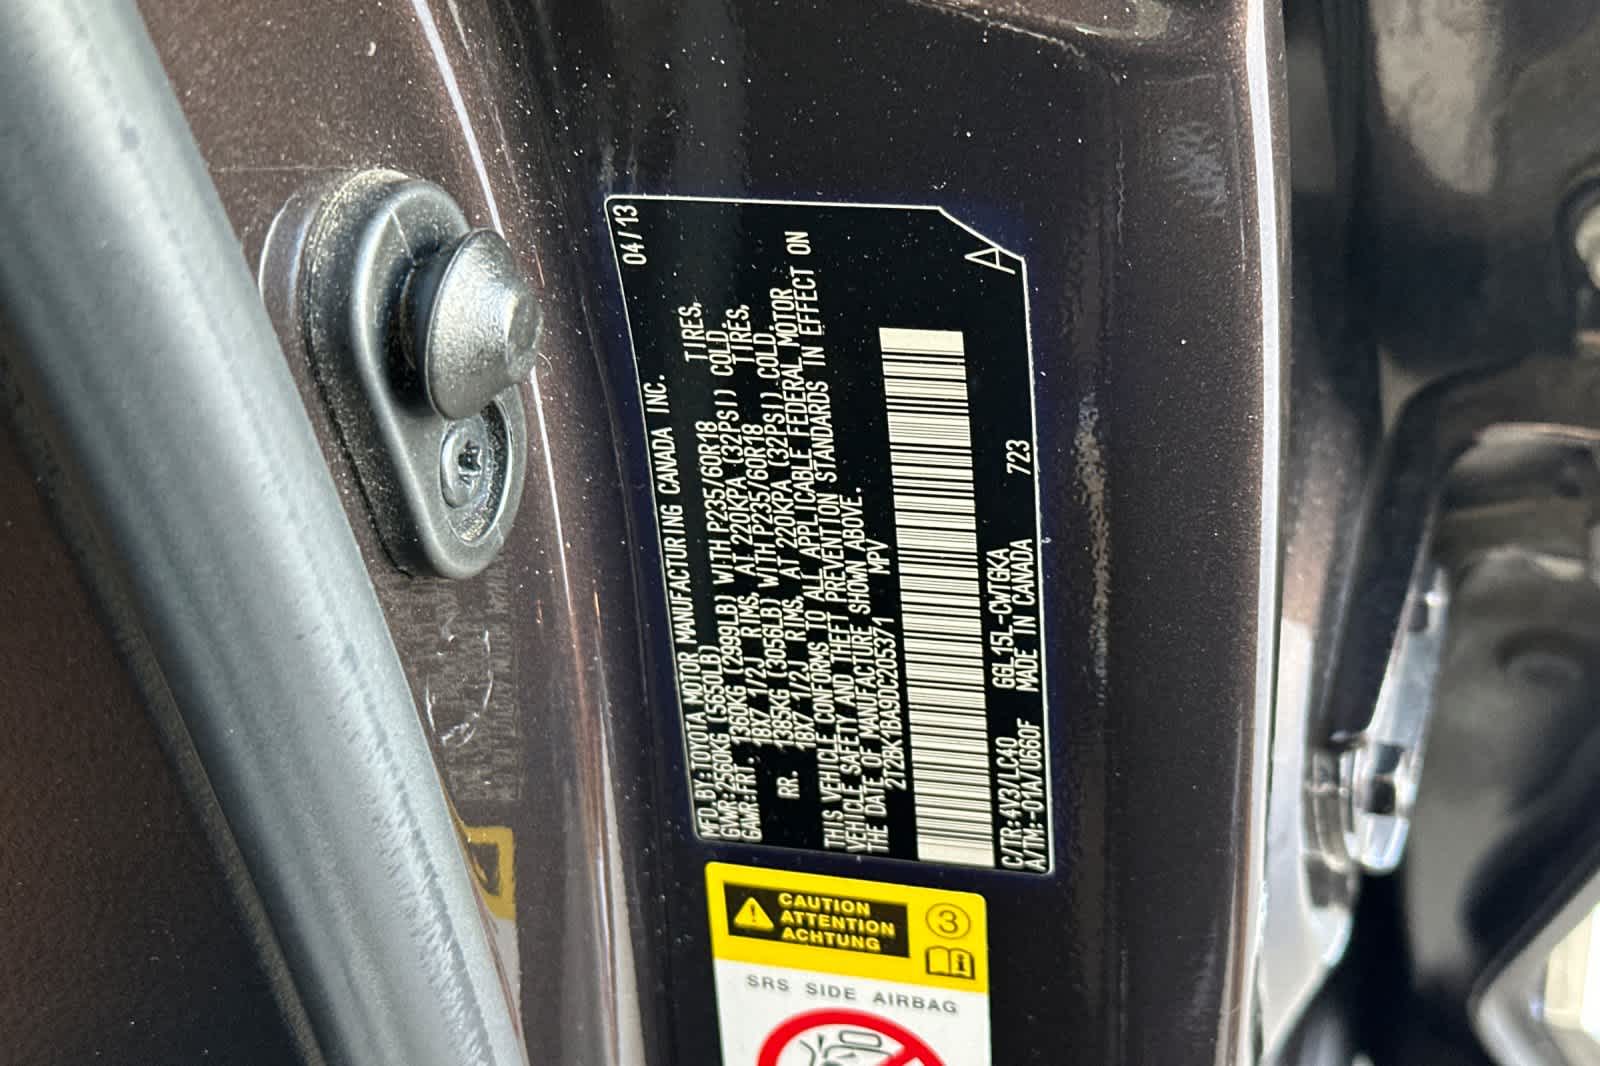 04/13
MFD.BY:TOYOTA MOTOR MANUFACTURING CANADA INC.
GVWR:2560KG (5650LB)
GAWR:FRT. 1360KG (2999LB) WITH P235/60R18 TIRES,
18X7 1/2J RIMS, AT 220KPA (32PSI) COLD.
RR. 1385KG (3056LB) WITH P235/60R18 TIRES,
18X7 1/2J RIMS, AT 220KPA (32PSI) COLD.
THIS VEHICLE CONFORMS TO ALL APPLICABLE FEDERAL MOTOR
VEHICLE SAFETY AND THEFT PREVENTION STANDARDS IN EFFECT ON
THE DATE OF MANUFACTURE SHOWN ABOVE.
2T2BK1BA9DC205371 MPV
C/TR:4V3/LC40 GGL15L-CWTGKA 723
A/TM:-01A/U660F MADE IN CANADA
A
CAUTION
ATTENTION
ACHTUNG
3
SRS SIDE AIRBAG